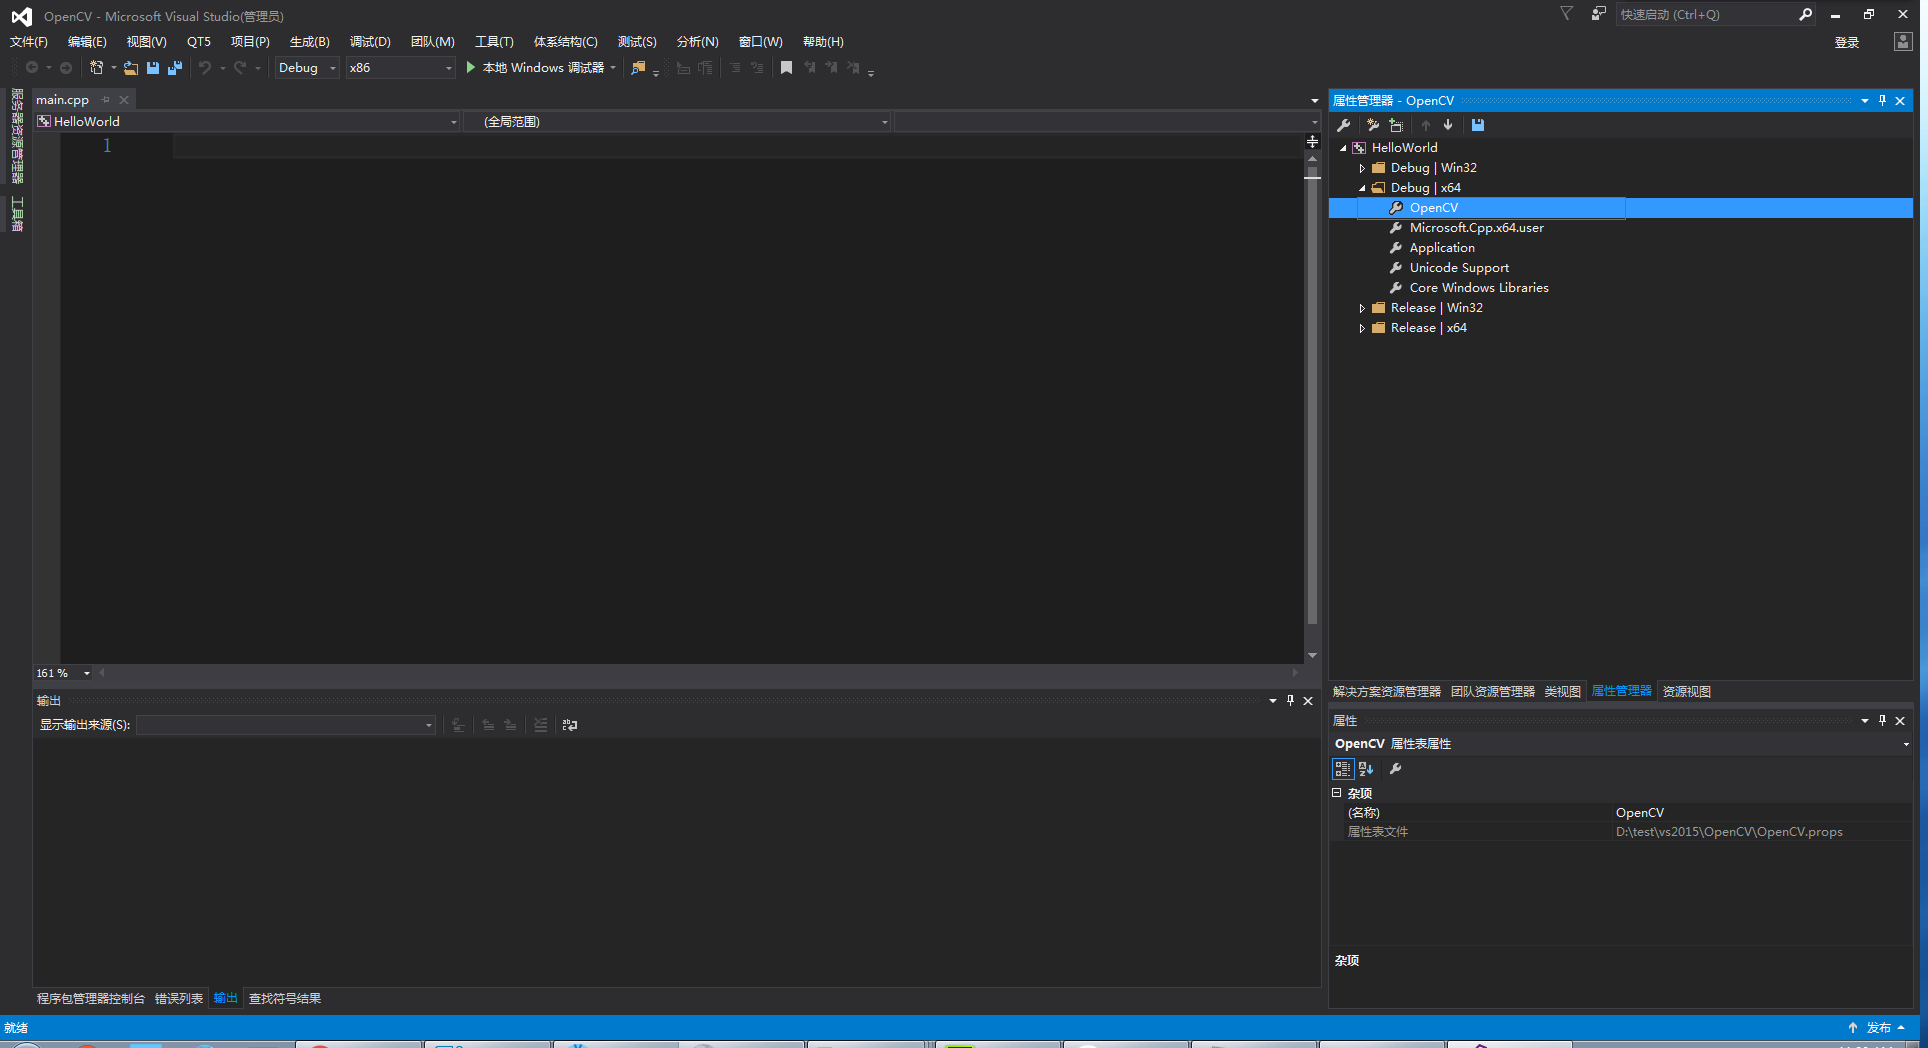 OpenCV - Microsoft Visual Studio(管理员)
快速启动 (Ctrl+Q)
文件(F) 编辑(E) 视图(V) QT5 项目(P) 生成(B) 调试(D) 团队(M) 工具(T) 体系结构(C) 测试(S) 分析(N) 窗口(W) 帮助(H)
登录
Debug x86 本地 Windows 调试器
服务器资源管理器
工具箱
main.cpp
HelloWorld (全局范围)
1
161 %
输出
显示输出来源(S):
程序包管理器控制台 错误列表 输出 查找符号结果
属性管理器 - OpenCV
HelloWorld
Debug | Win32
Debug | x64
OpenCV
Microsoft.Cpp.x64.user
Application
Unicode Support
Core Windows Libraries
Release | Win32
Release | x64
解决方案资源管理器 团队资源管理器 类视图 属性管理器 资源视图
属性
OpenCV 属性表属性
杂项
(名称) OpenCV
属性表文件 D:\test\vs2015\OpenCV\OpenCV.props
杂项
就绪
发布